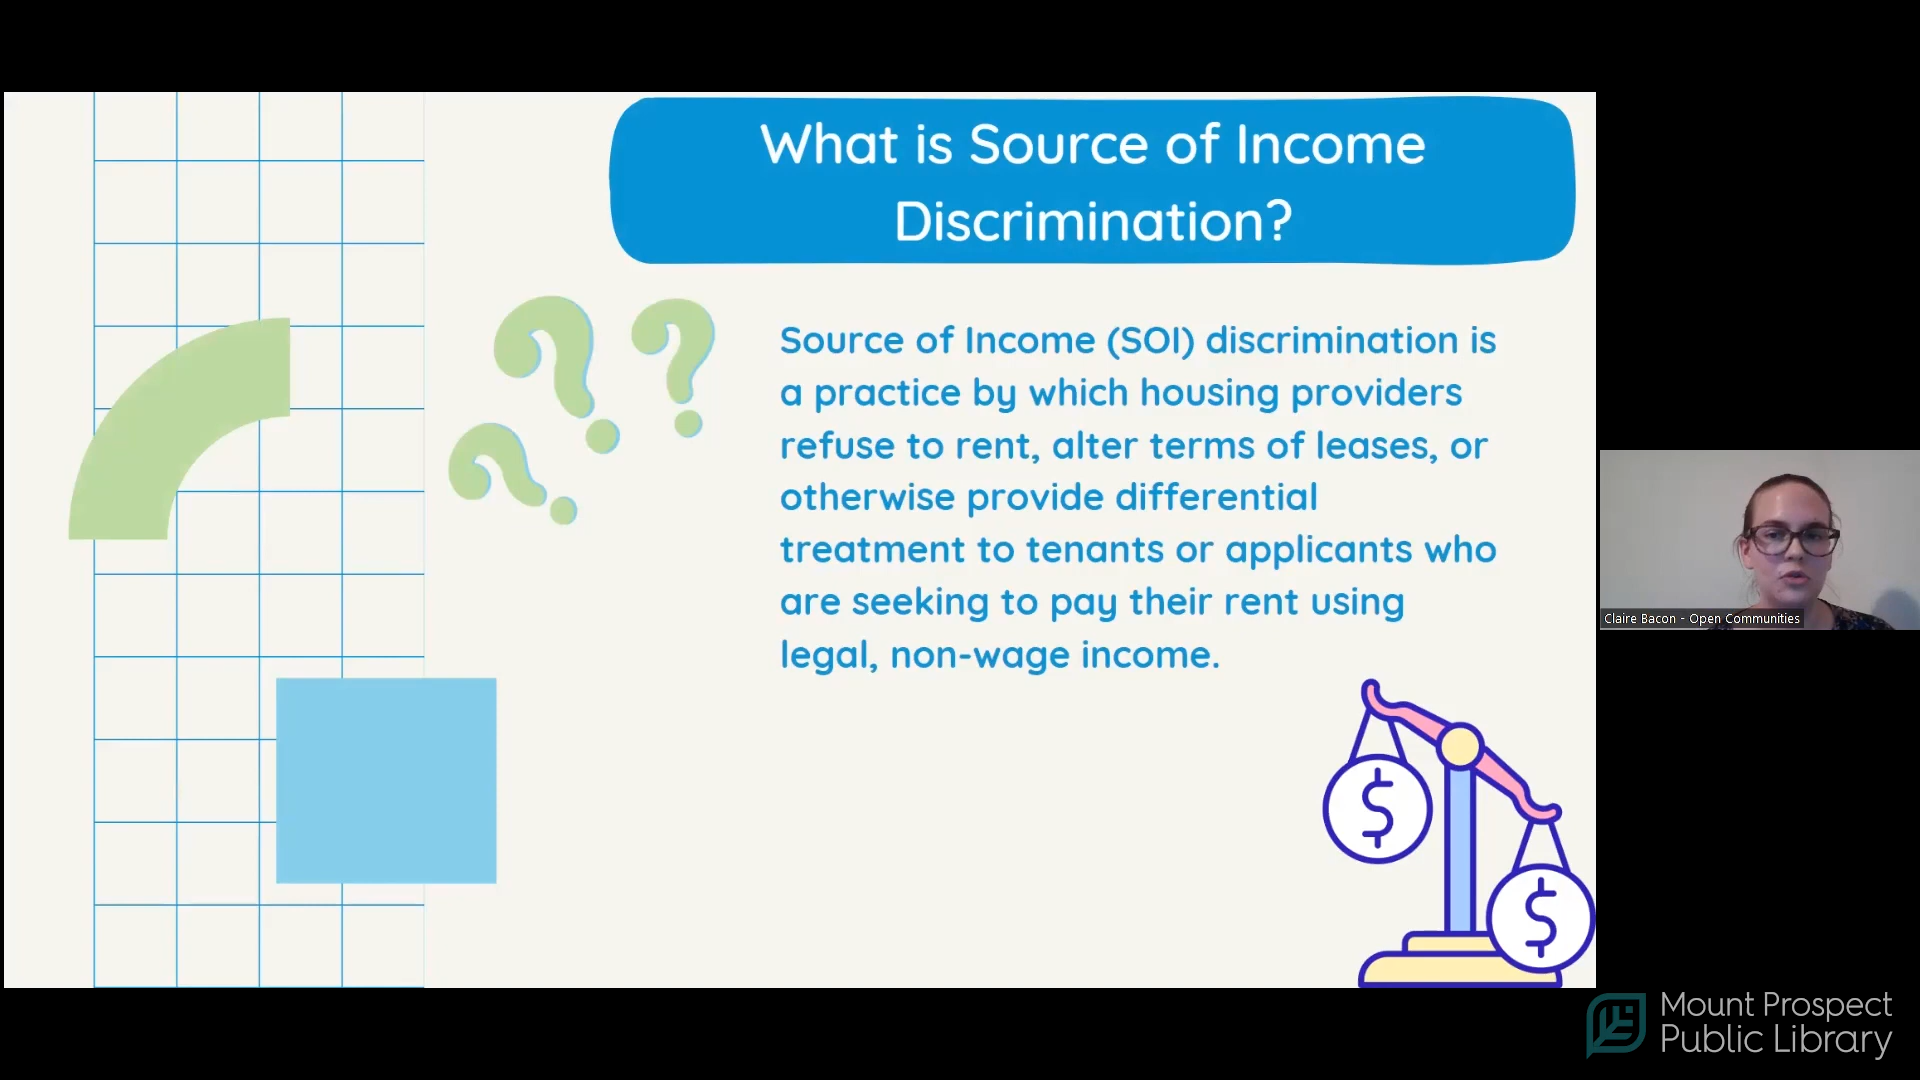 What is Source of Income
Discrimination?
Source of Income (SOI) discrimination is
a practice by which housing providers
refuse to rent, alter terms of leases, or
otherwise provide differential
treatment to tenants or applicants who
are seeking to pay their rent using
legal, non-wage income.
$
$
Claire Bacon - Open Communities
Mount Prospect
Public Library